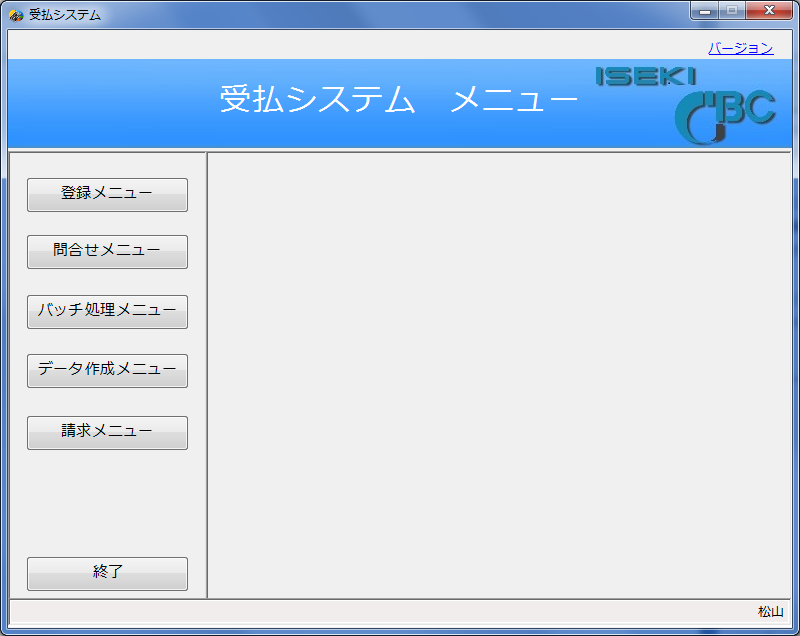 受払システム
バージョン
受払システム　メニュー
ISEKI
BC
登録メニュー
問合せメニュー
バッチ処理メニュー
データ作成メニュー
請求メニュー
終了
松山